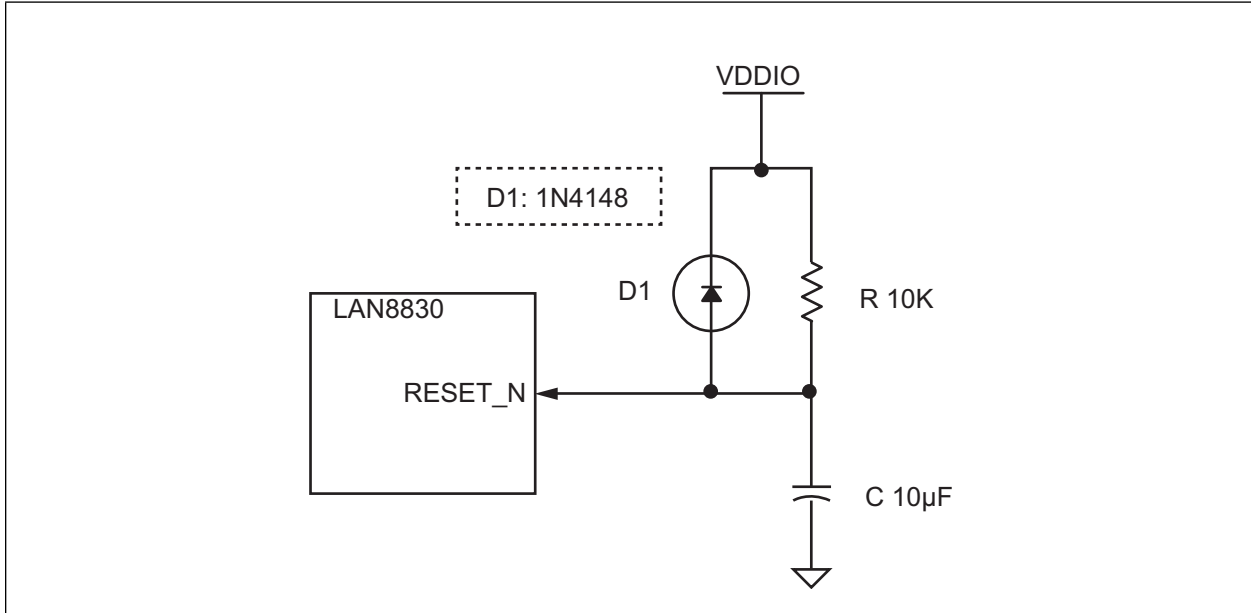 VDDIO
D1: 1N4148
D1
R 10K
LAN8830
RESET_N
C 10µF